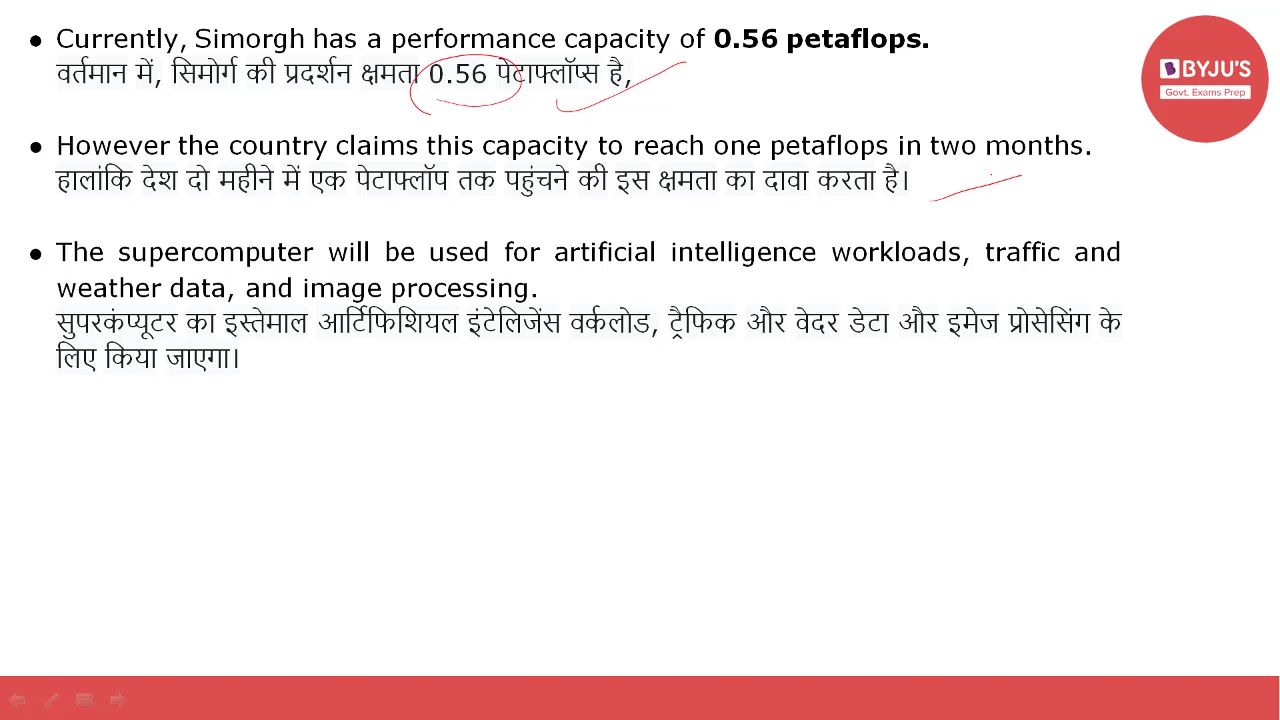 ● Currently, Simorgh has a performance capacity of 0.56 petaflops.
वर्तमान में, सिमोर्ग की प्रदर्शन क्षमता 0.56 पेटाफ्लॉप्स है,
● However the country claims this capacity to reach one petaflops in two months.
हालांकि देश दो महीने में एक पेटाफ्लॉप तक पहुंचने की इस क्षमता का दावा करता है।
● The supercomputer will be used for artificial intelligence workloads, traffic and
weather data, and image processing.
सुपरकंप्यूटर का इस्तेमाल आर्टिफिशियल इंटेलिजेंस वर्कलोड, ट्रैफिक और वेदर डेटा और इमेज प्रोसेसिंग के
लिए किया जाएगा।
BYJU'S
Govt. Exams Prep